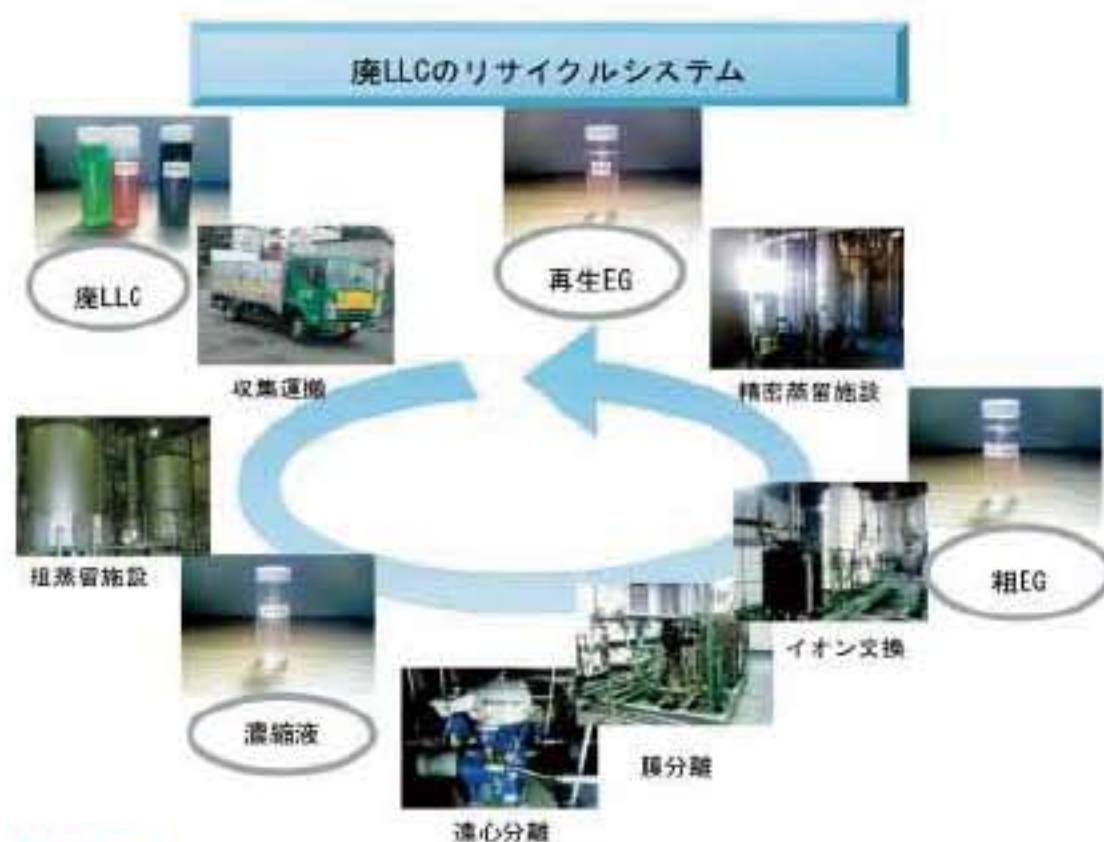 廃LLCのリサイクルシステム
廃LLC
収集運搬
粗蒸留施設
濃縮液
遠心分離
膜分離
イオン交換
粗EG
精密蒸留施設
再生EG